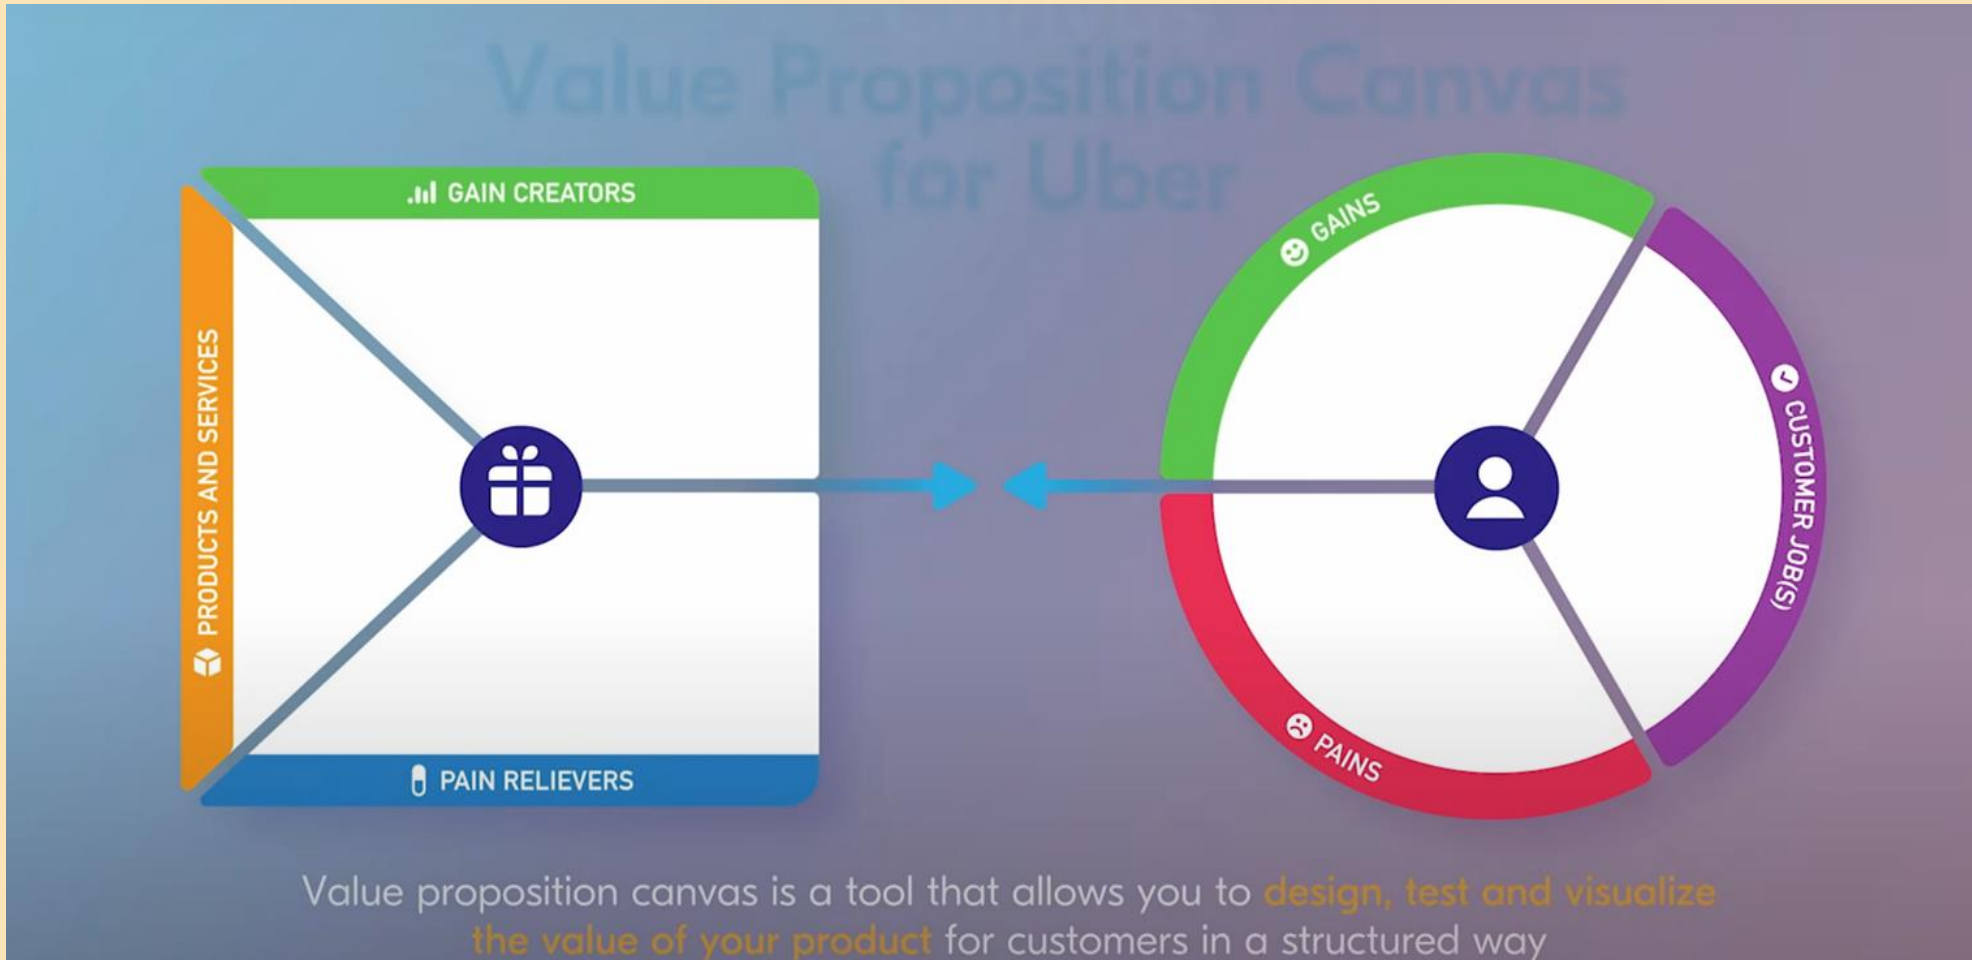 Value Proposition Canvas
for Uber
GAIN CREATORS
PRODUCTS AND SERVICES
PAIN RELIEVERS
GAINS
CUSTOMER JOB(S)
PAINS
Value proposition canvas is a tool that allows you to design, test and visualize
the value of your product for customers in a structured way